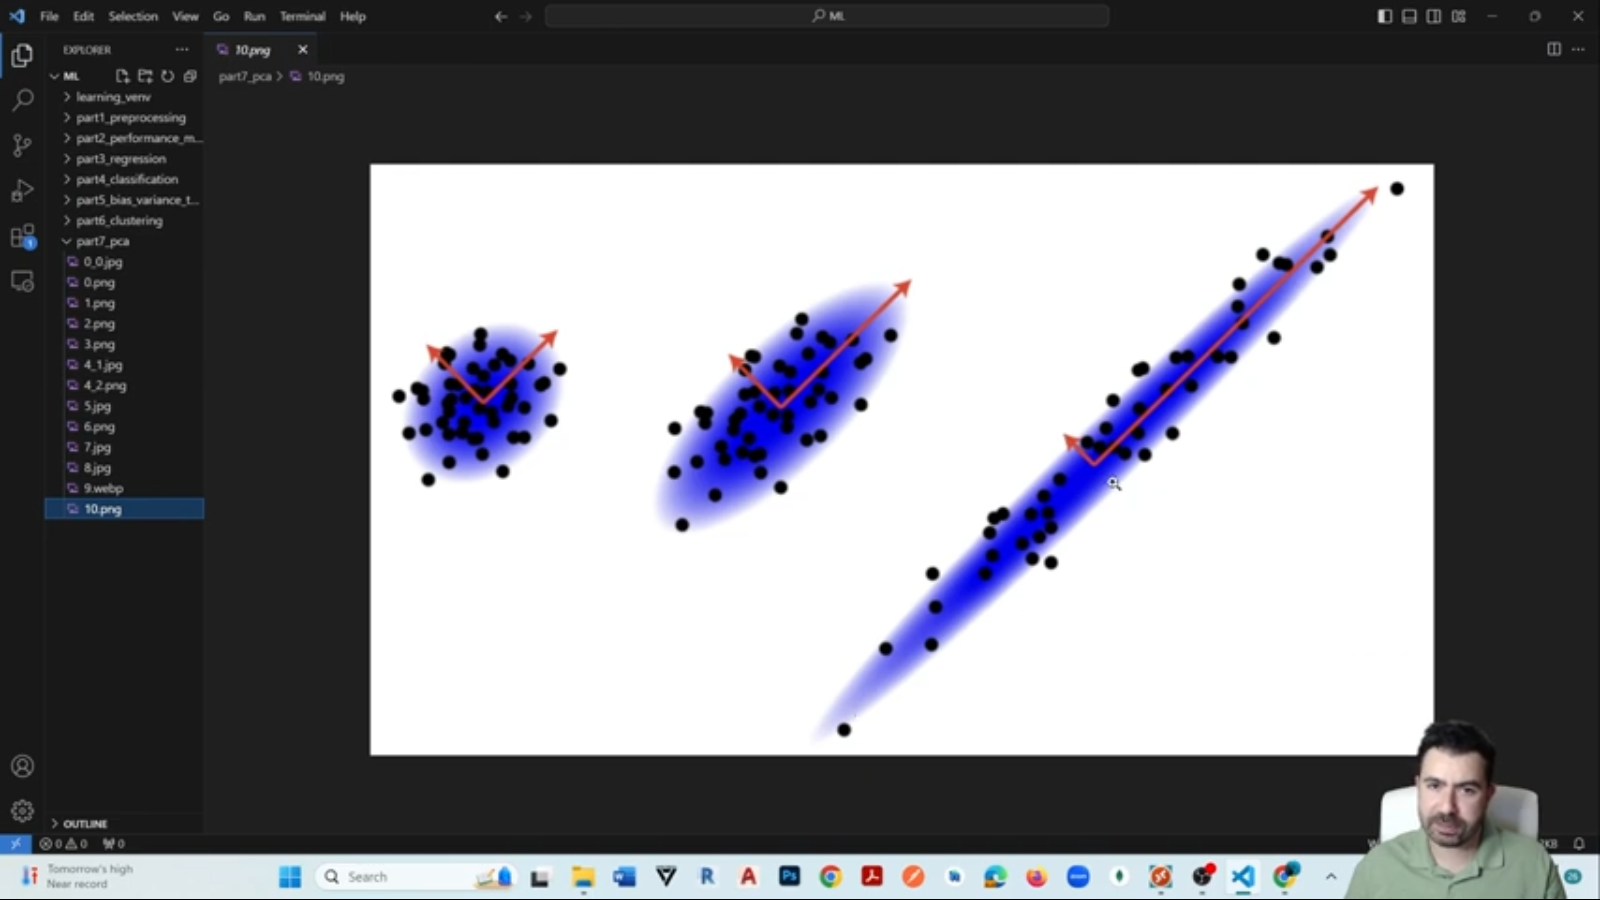 File Edit Selection View Go Run Terminal Help
ML
EXPLORER
10.png
ML
part7_pca > 10.png
learning_venv
part1_preprocessing
part2_performance_m...
part3_regression
part4_classification
part5_bias_variance_t...
part6_clustering
part7_pca
0_0.jpg
0.png
1.png
2.png
3.png
4_1.jpg
4_2.png
5.jpg
6.png
7.jpg
8.jpg
9.webp
10.png
OUTLINE
0 0 0
Tomorrow's high
Near record
Search